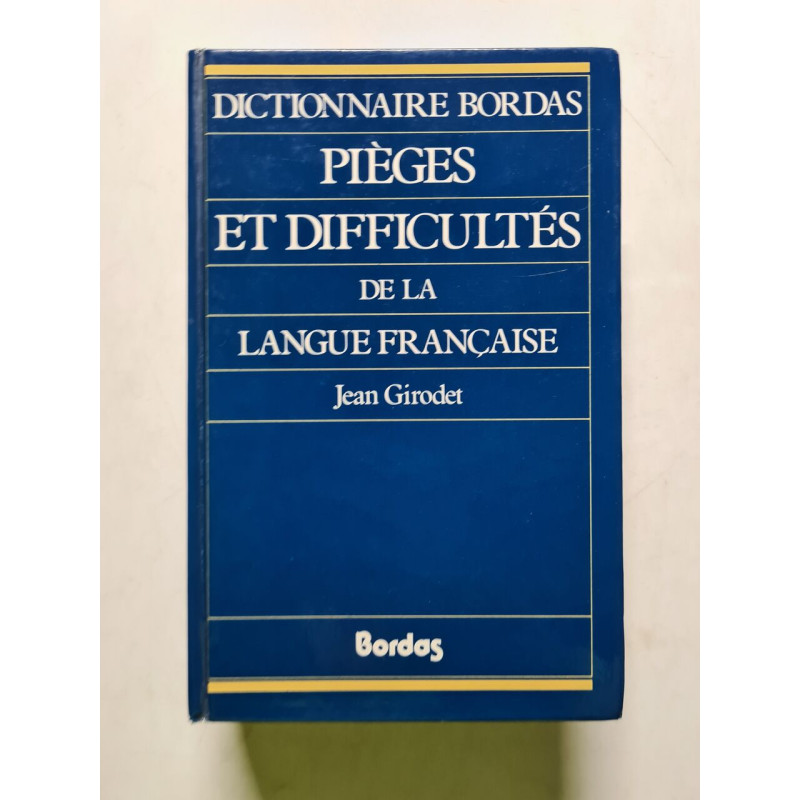 DICTIONNAIRE BORDAS
PIÈGES
ET DIFFICULTÉS
DE LA
LANGUE FRANÇAISE
Jean Girodet
Bordas